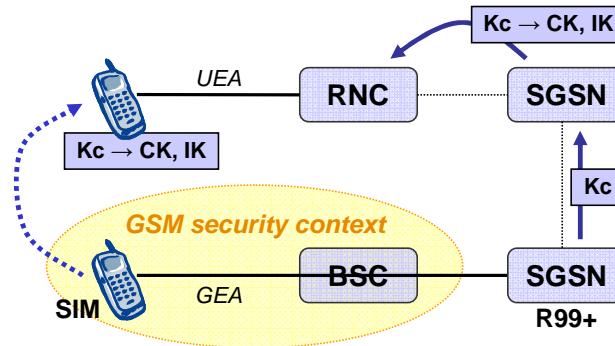 Kc → CK, IK
UEA
RNC
SGSN
Kc → CK, IK
Kc
GSM security context
BSC
SGSN
GEA
SIM
R99+